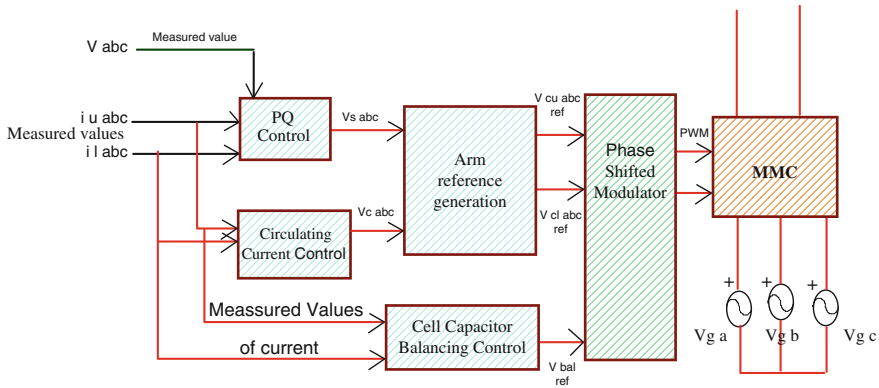 V abc
Measured value
i u abc
Measured values
i l abc
PQ
Control
Vs abc
Circulating
Current Control
Vc abc
Arm
reference
generation
V cu abc
ref
V cl abc
ref
Phase
Shifted
Modulator
PWM
MMC
Meassured Values
of current
Cell Capacitor
Balancing Control
V bal
ref
+
+
+
Vg a
Vg b
Vg c